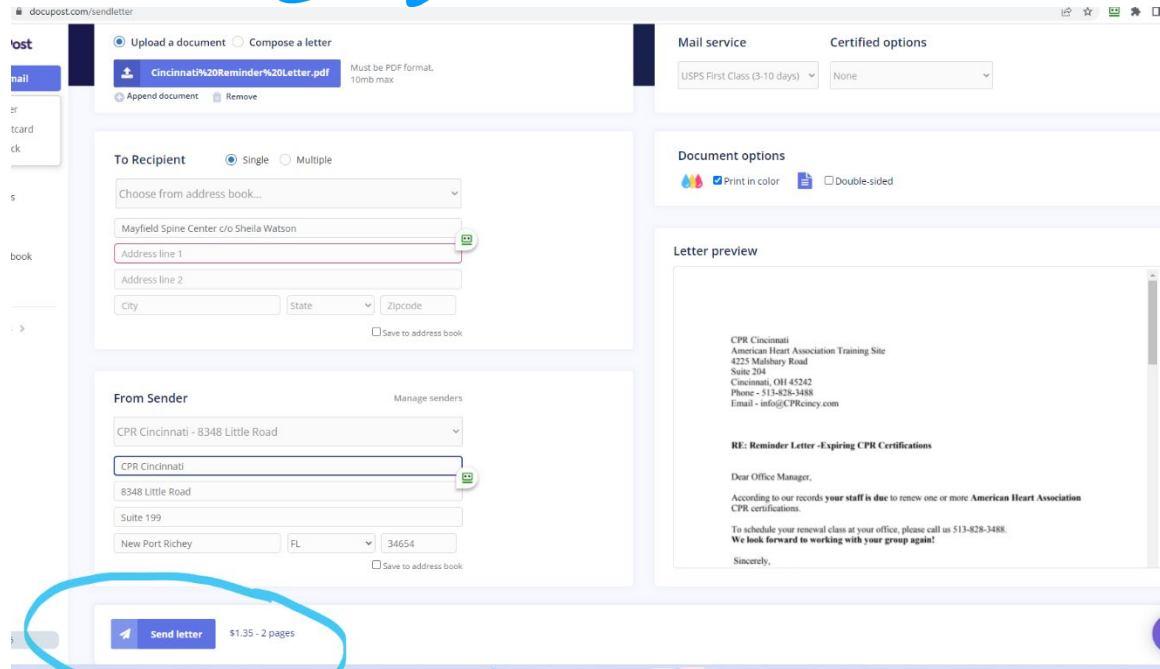 docupost.com/sendletter
Post
mail
er
tcard
ck
s
book
Upload a document Compose a letter
Cincinnati%20Reminder%20Letter.pdf
Must be PDF format,
10mb max
Append document Remove
Mail service Certified options
USPS First Class (3-10 days) None
To Recipient Single Multiple
Choose from address book...
Mayfield Spine Center c/o Sheila Watson
Address line 1
Address line 2
City State Zipcode
Save to address book
Document options
Print in color Double-sided
Letter preview
CPR Cincinnati
American Heart Association Training Site
4225 Malsbary Road
Suite 204
Cincinnati, OH 45242
Phone - 513-828-3488
Email - info@CPRcincy.com
RE: Reminder Letter -Expiring CPR Certifications
Dear Office Manager,
According to our records your staff is due to renew one or more American Heart Association
CPR certifications.
To schedule your renewal class at your office, please call us 513-828-3488.
We look forward to working with your group again!
Sincerely,
From Sender Manage senders
CPR Cincinnati - 8348 Little Road
CPR Cincinnati
8348 Little Road
Suite 199
New Port Richey FL 34654
Save to address book
Send letter $1.35 - 2 pages